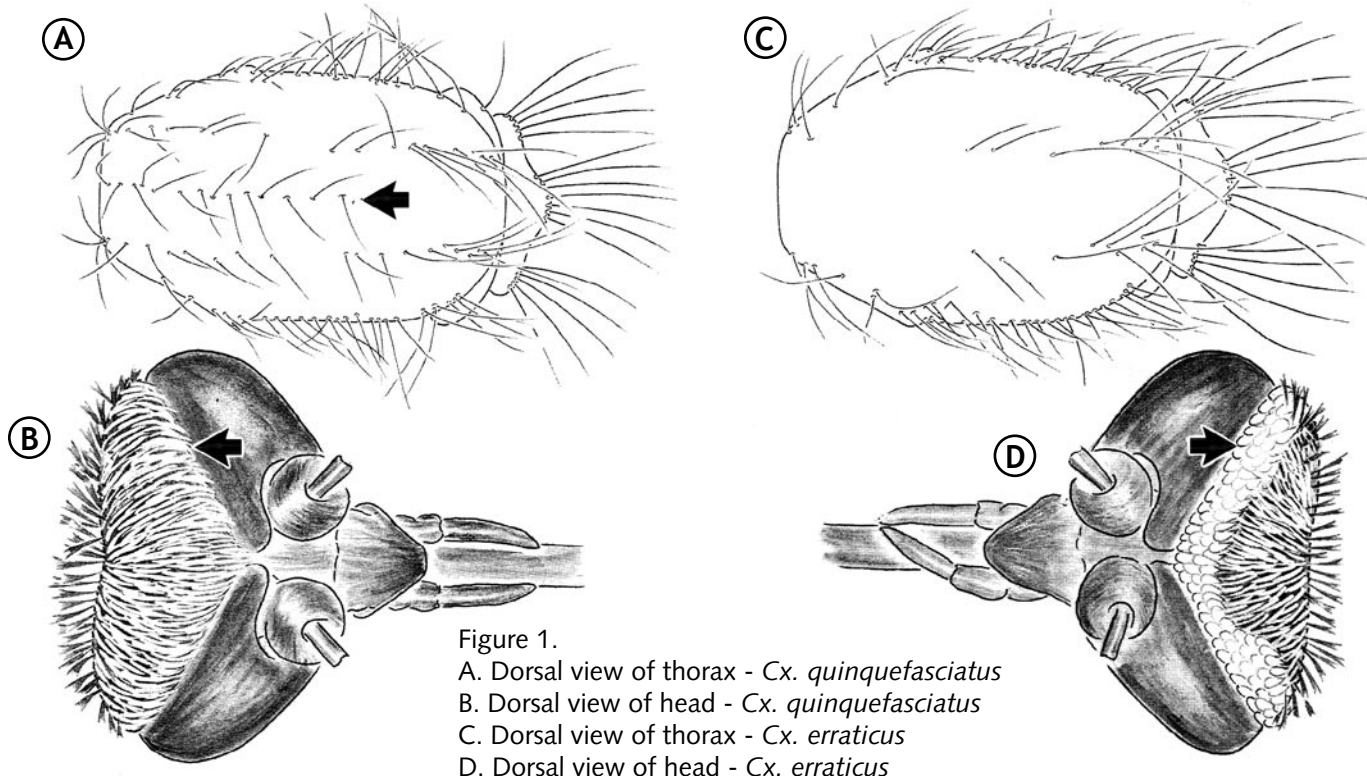 A
C
B
D
Figure 1.
A. Dorsal view of thorax - Cx. quinquefasciatus
B. Dorsal view of head - Cx. quinquefasciatus
C. Dorsal view of thorax - Cx. erraticus
D. Dorsal view of head - Cx. erraticus